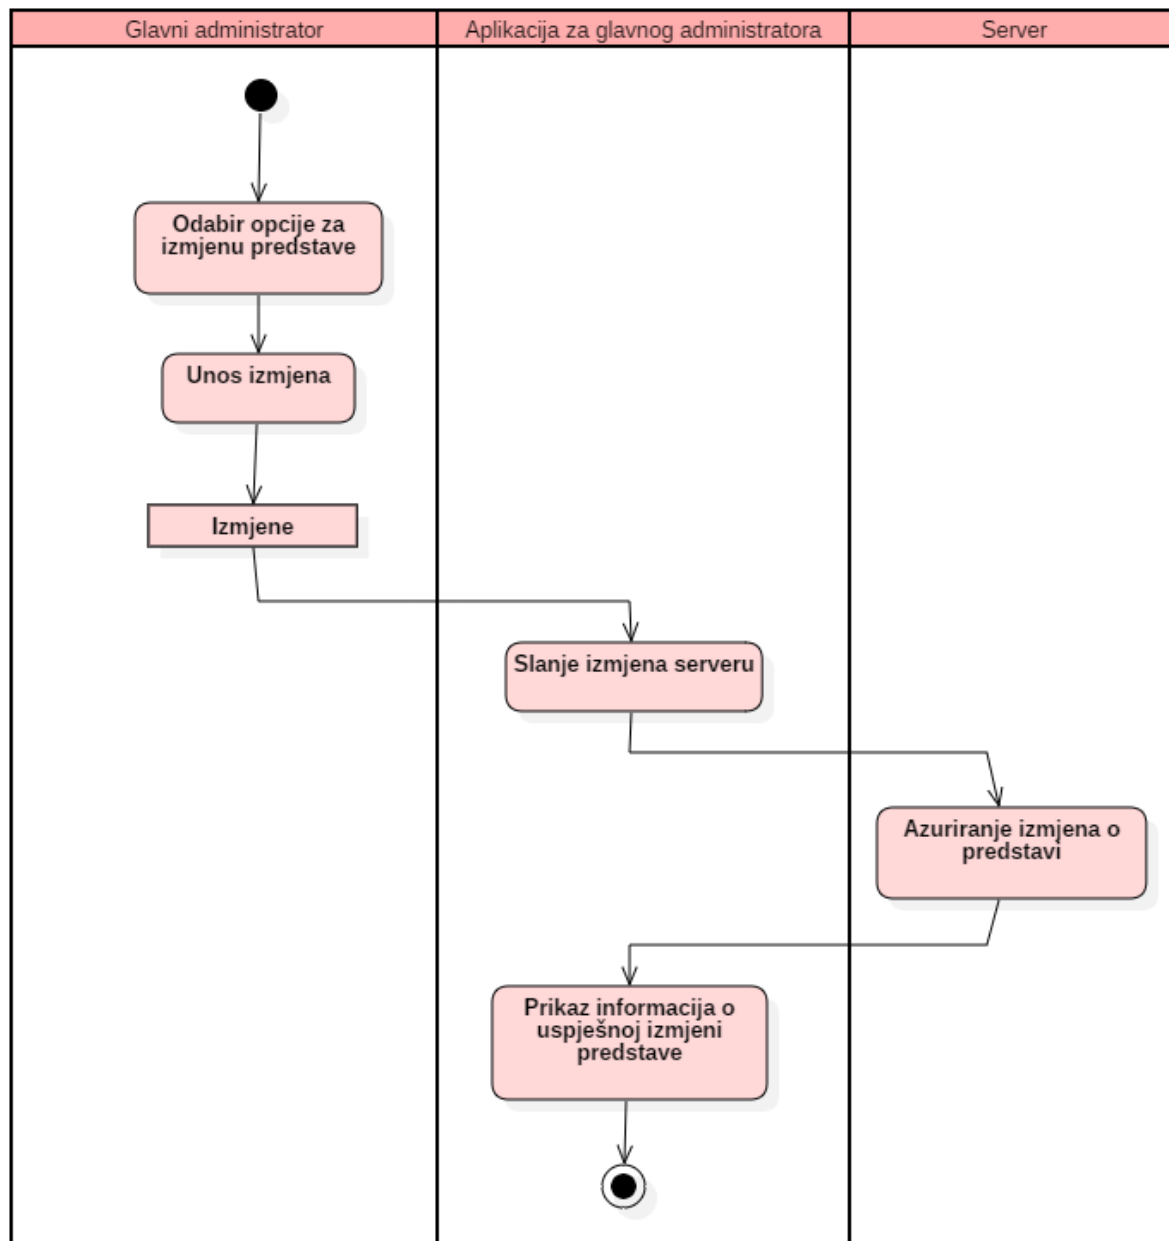 Glavni administrator
Aplikacija za glavnog administratora
Server
Odabir opcije za
izmjenu predstave
Unos izmjena
Izmjene
Slanje izmjena serveru
Azuriranje izmjena o
predstavi
Prikaz informacija o
uspješnoj izmjeni
predstave